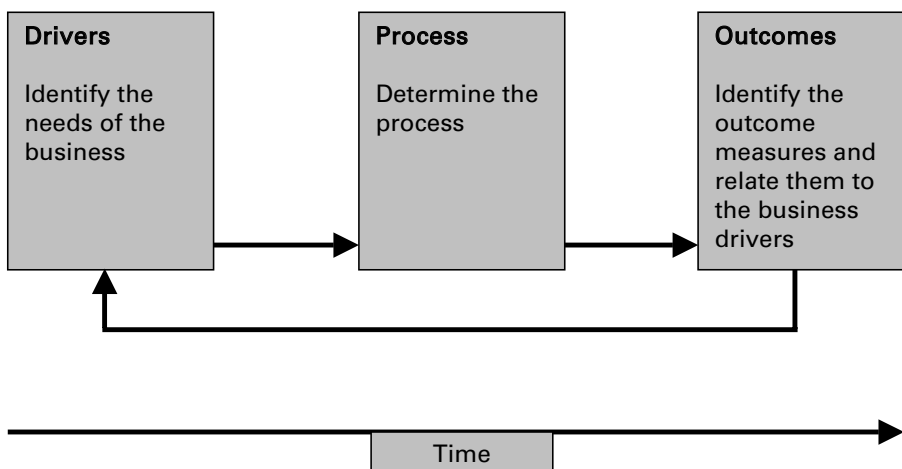 Drivers
Identify the
needs of the
business
Process
Determine the
process
Outcomes
Identify the
outcome
measures and
relate them to
the business
drivers
Time